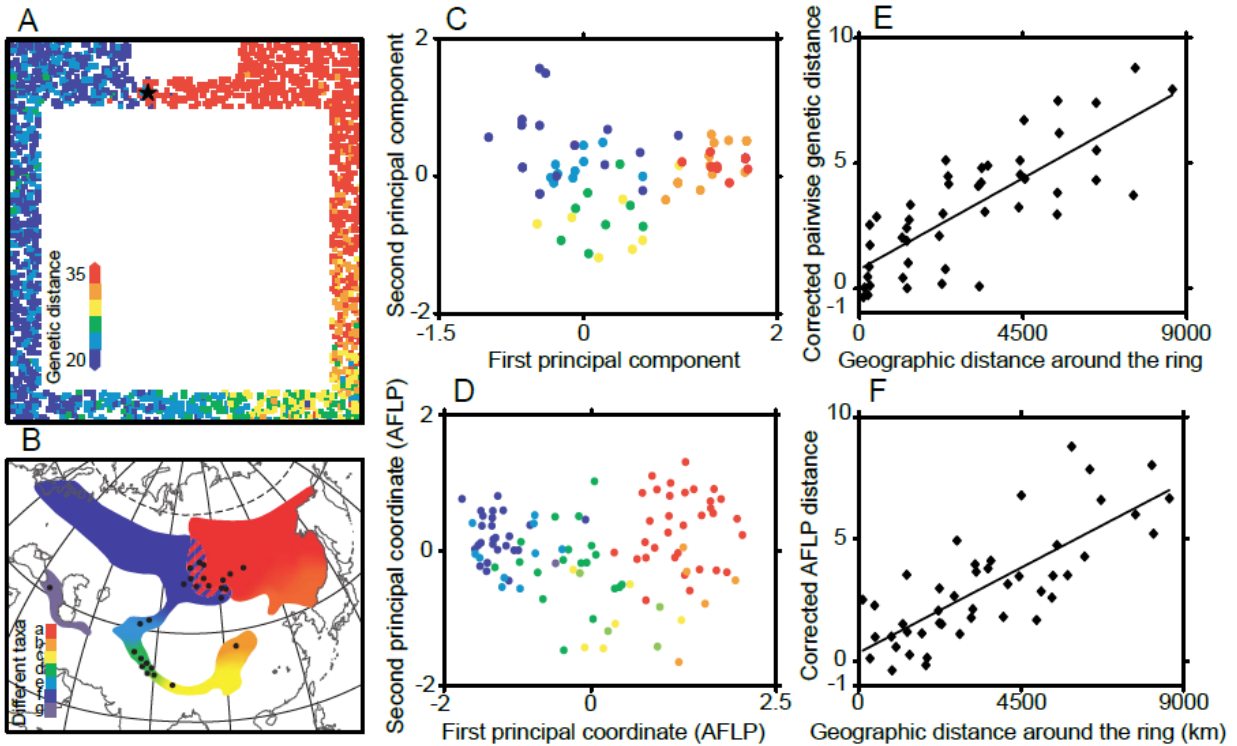 A
35
Genetic distance
20
B
Different taxa
a
b
c
d
e
f
g
C
Second principal component
2
0
-2
-1.5
0
2
First principal component
D
Second principal coordinate (AFLP)
2
0
-2
-2
0
2.5
First principal coordinate (AFLP)
E
Corrected pairwise genetic distance
10
5
0
-1
0
4500
9000
Geographic distance around the ring
F
Corrected AFLP distance
10
5
0
-1
0
4500
9000
Geographic distance around the ring (km)